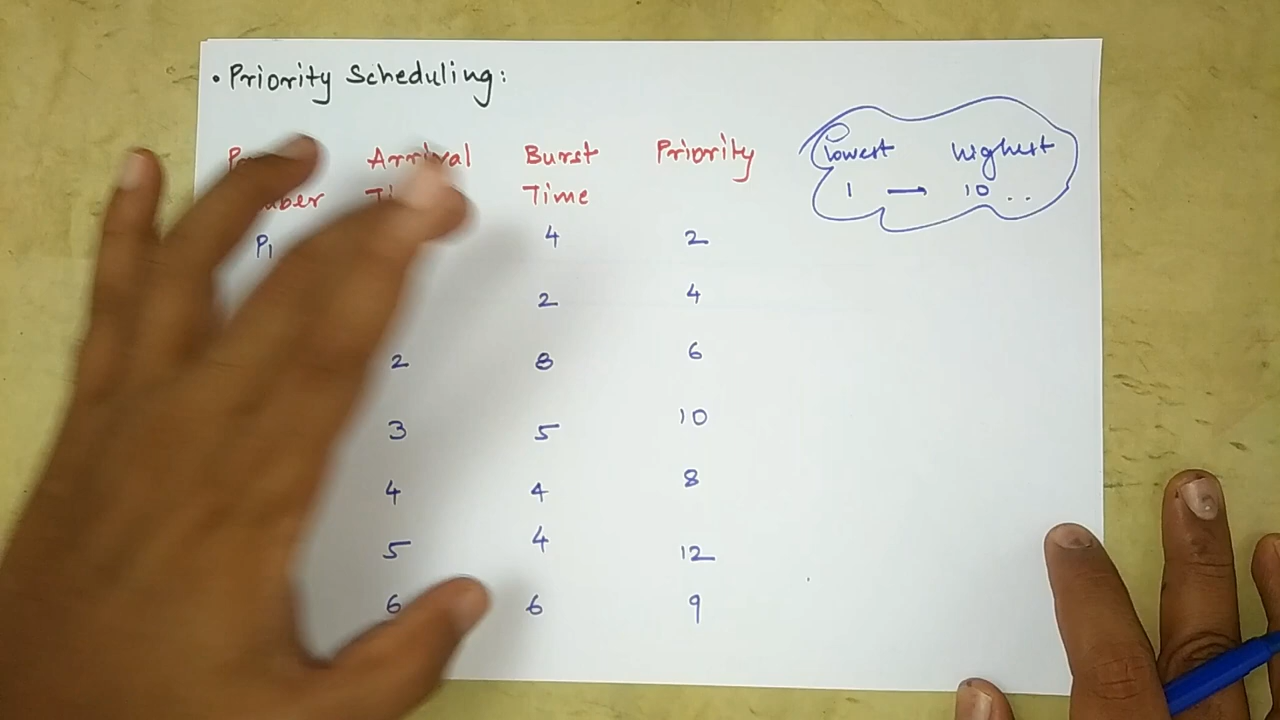 • Priority Scheduling:
Arrival Burst Priority lowest highest
Time 1 → 10 ..
P1 4 2
2 4
2 8 6
3 5 10
4 4 8
5 4 12
6 6 9